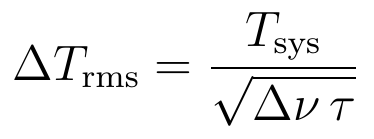 ΔT_rms = T_sys / √(Δν τ)